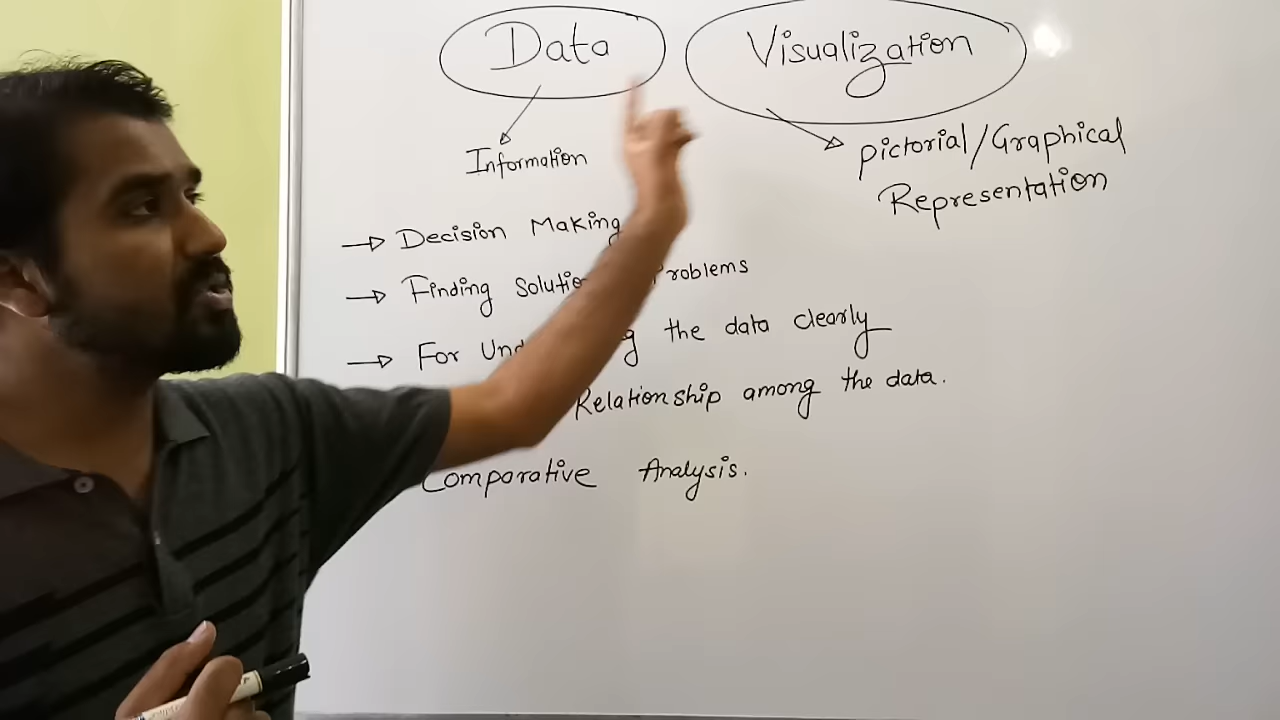 Data Visualization
Information
pictorial/Graphical
Representation
→ Decision Making
→ Finding Solutio roblems
→ For Und g the data clearly
Relationship among the data.
Comparative Analysis.